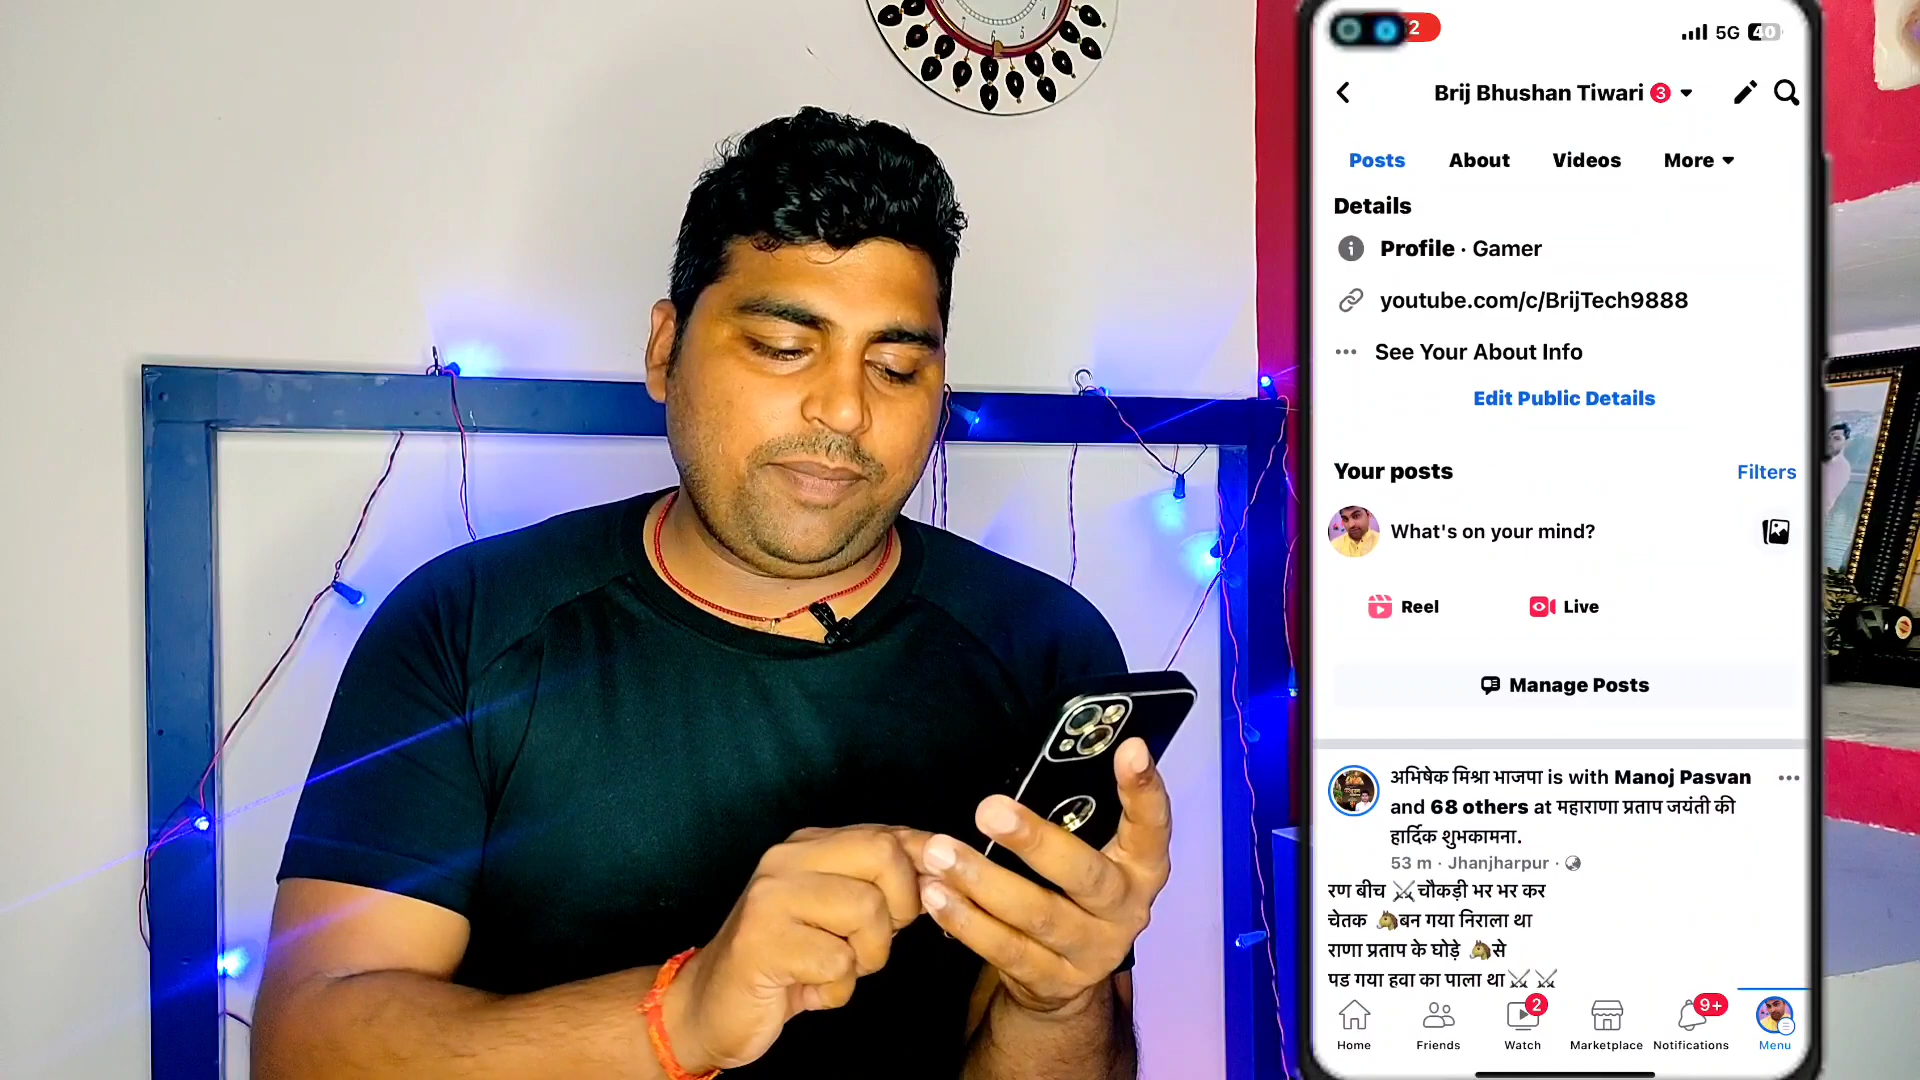 2
5G 40
Brij Bhushan Tiwari 3
Posts About Videos More
Details
Profile · Gamer
youtube.com/c/BrijTech9888
See Your About Info
Edit Public Details
Your posts Filters
What's on your mind?
Reel Live
Manage Posts
अभिषेक मिश्रा भाजपा is with Manoj Pasvan
and 68 others at महाराणा प्रताप जयंती की
हार्दिक शुभकामना.
53 m · Jhanjharpur ·
रण बीच ⚔चौकड़ी भर भर कर
चेतक 🐴बन गया निराला था
राणा प्रताप के घोड़े 🐴से
पड गया हवा का पाला था⚔ ⚔
2 9+
Home Friends Watch Marketplace Notifications Menu